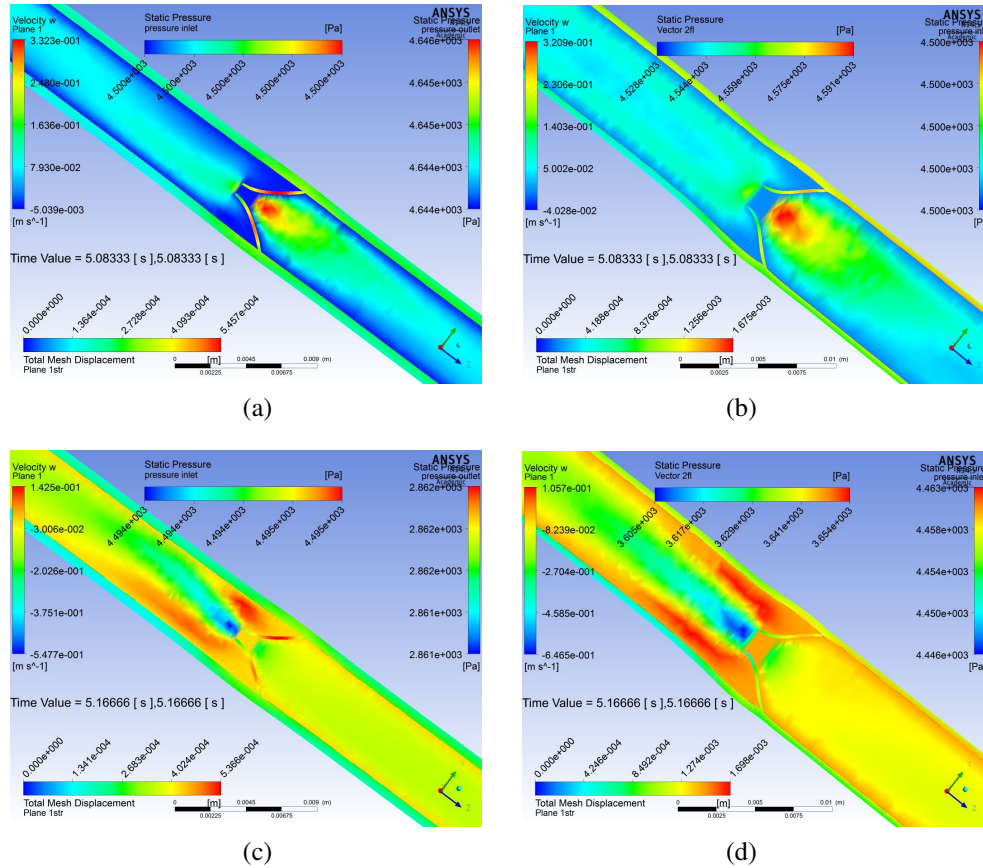 Velocity w
Plane 1
3.323e-001
2.480e-001
1.636e-001
7.930e-002
-5.039e-003
[m s^-1]
Static Pressure
pressure inlet
[Pa]
4.500e+003
4.500e+003
4.500e+003
4.500e+003
4.500e+003
ANSYS
Academic
Static Pressure
pressure outlet
4.646e+003
4.645e+003
4.645e+003
4.644e+003
4.644e+003
[Pa]
Time Value = 5.08333 [ s ],5.08333 [ s ]
0.000e+000
1.364e-004
2.728e-004
4.093e-004
5.457e-004
Total Mesh Displacement
Plane 1str
[m]
0 0.0045 0.009 (m)
0.00225 0.00675
Y
Z
(a)
Velocity w
Plane 1
3.209e-001
2.306e-001
1.403e-001
5.002e-002
-4.028e-002
[m s^-1]
Static Pressure
Vector 2fl
[Pa]
4.528e+003
4.544e+003
4.559e+003
4.575e+003
4.591e+003
ANSYS
Academic
Static Pressure
pressure inlet
4.500e+003
4.500e+003
4.500e+003
4.500e+003
4.500e+003
[Pa]
Time Value = 5.08333 [ s ],5.08333 [ s ]
0.000e+000
4.188e-004
8.376e-004
1.256e-003
1.675e-003
Total Mesh Displacement
Plane 1str
[m]
0 0.005 0.01 (m)
0.0025 0.0075
Z
(b)
Velocity w
Plane 1
1.425e-001
-3.006e-002
-2.026e-001
-3.751e-001
-5.477e-001
[m s^-1]
Static Pressure
pressure inlet
[Pa]
4.494e+003
4.494e+003
4.494e+003
4.495e+003
4.495e+003
ANSYS
Academic
Static Pressure
pressure outlet
2.862e+003
2.862e+003
2.862e+003
2.861e+003
2.861e+003
[Pa]
Time Value = 5.16666 [ s ],5.16666 [ s ]
0.000e+000
1.341e-004
2.683e-004
4.024e-004
5.366e-004
Total Mesh Displacement
Plane 1str
[m]
0 0.0045 0.009 (m)
0.00225 0.00675
Y
Z
(c)
Velocity w
Plane 1
1.057e-001
-8.239e-002
-2.704e-001
-4.585e-001
-6.465e-001
[m s^-1]
Static Pressure
Vector 2fl
[Pa]
3.605e+003
3.617e+003
3.629e+003
3.641e+003
3.654e+003
ANSYS
Academic
Static Pressure
pressure inlet
4.463e+003
4.458e+003
4.454e+003
4.450e+003
4.446e+003
[Pa]
Time Value = 5.16666 [ s ],5.16666 [ s ]
0.000e+000
4.246e-004
8.492e-004
1.274e-003
1.698e-003
Total Mesh Displacement
Plane 1str
[m]
0 0.005 0.01 (m)
0.0025 0.0075
Y
Z
(d)